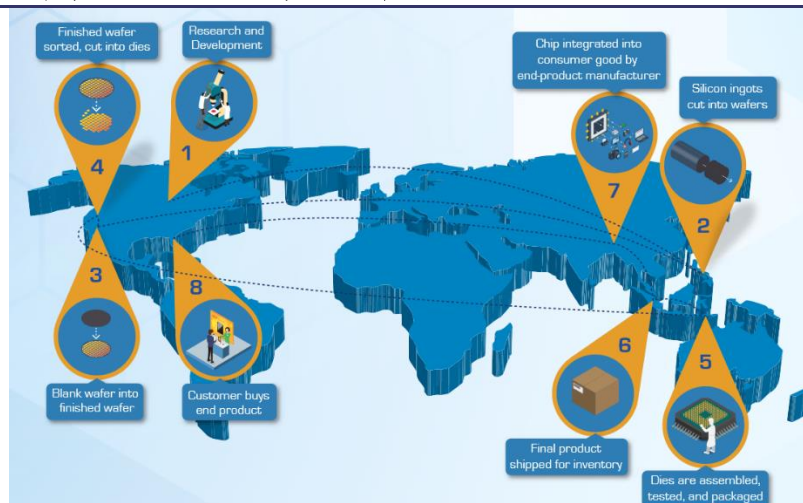 Finished wafer
sorted, cut into dies
4
Research and
Development
1
Chip integrated into
consumer good by
end-product manufacturer
7
Silicon ingots
cut into wafers
2
3
Blank wafer into
finished wafer
8
Customer buys
end product
6
Final product
shipped for inventory
5
Dies are assembled,
tested, and packaged